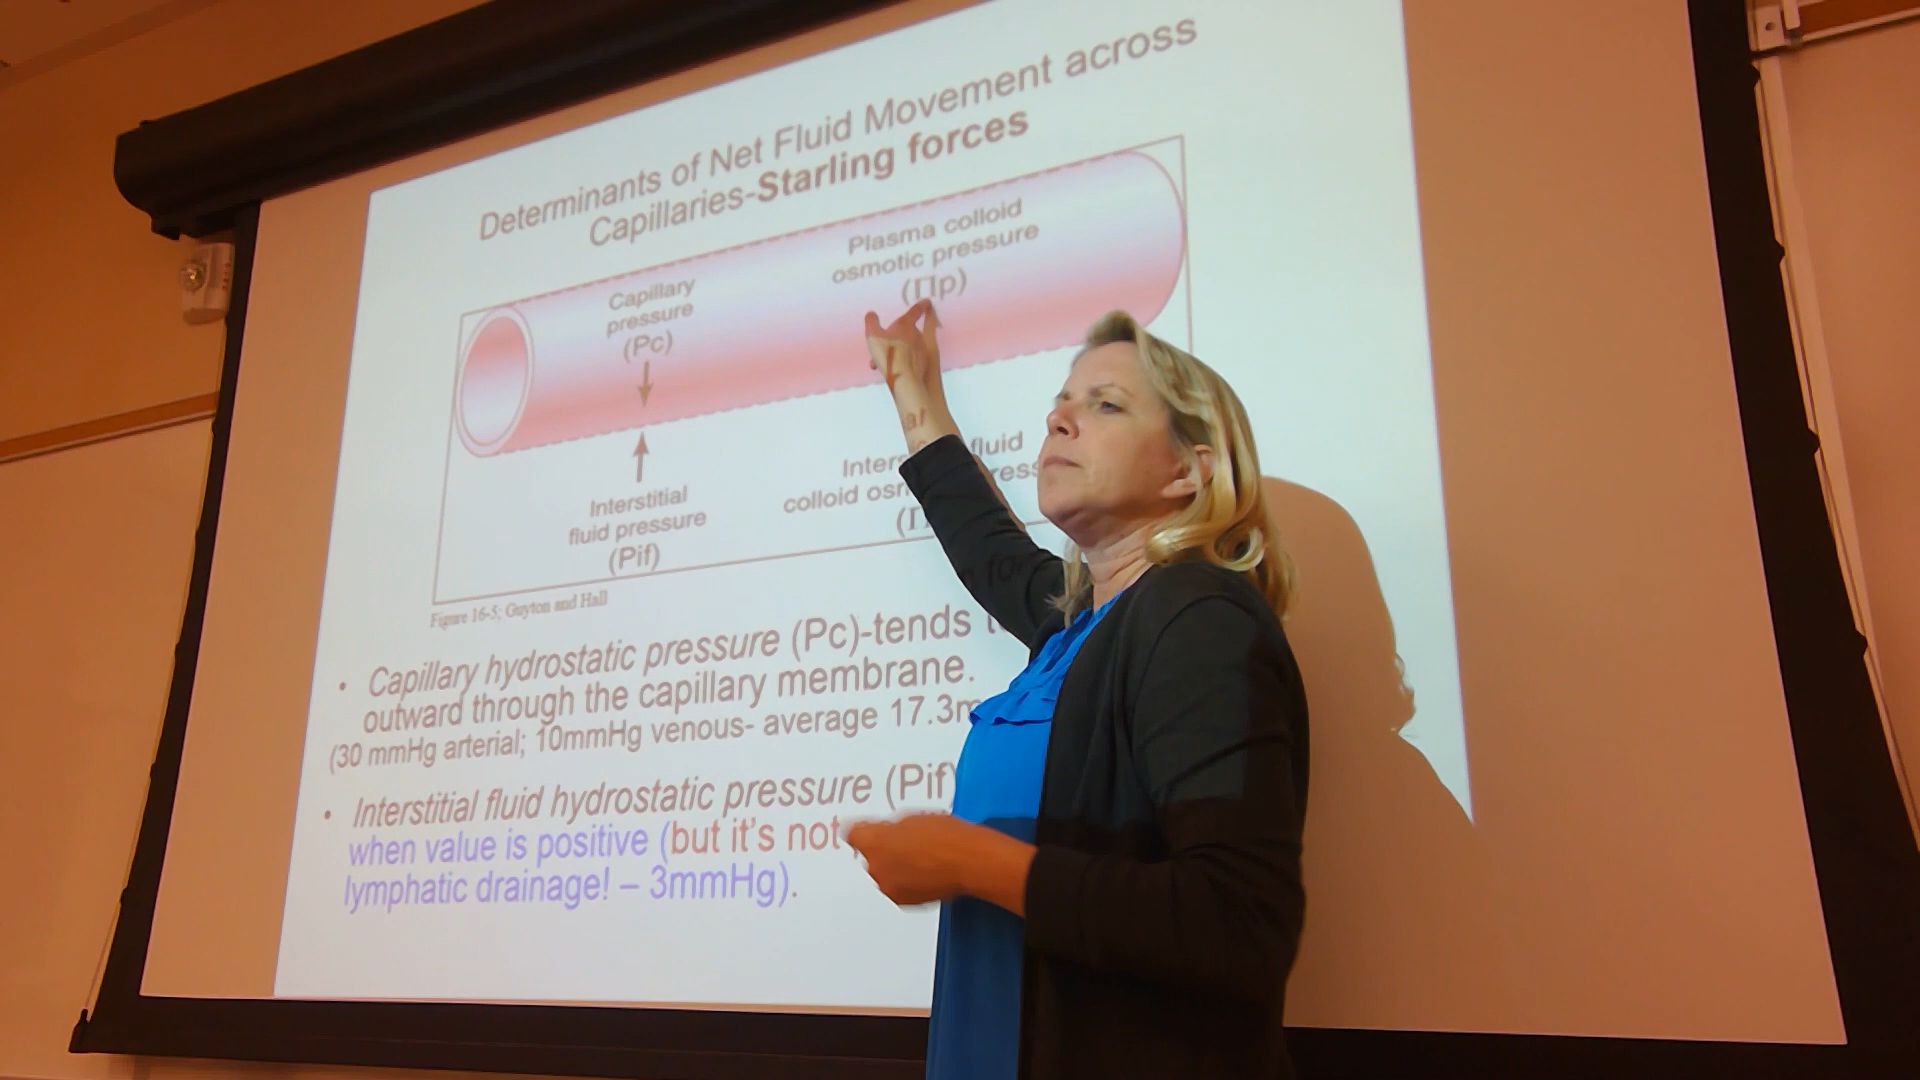 Determinants of Net Fluid Movement across
Capillaries-Starling forces
Capillary
pressure
(Pc)
Plasma colloid
osmotic pressure
(Πp)
Interstitial
fluid pressure
(Pif)
fluid
colloid
Figure 16-5; Guyton and Hall
• Capillary hydrostatic pressure (Pc)-tends
outward through the capillary membrane.
(30 mmHg arterial; 10mmHg venous- average 17.3
• Interstitial fluid hydrostatic pressure (Pif)
when value is positive (but it's not
lymphatic drainage! – 3mmHg).